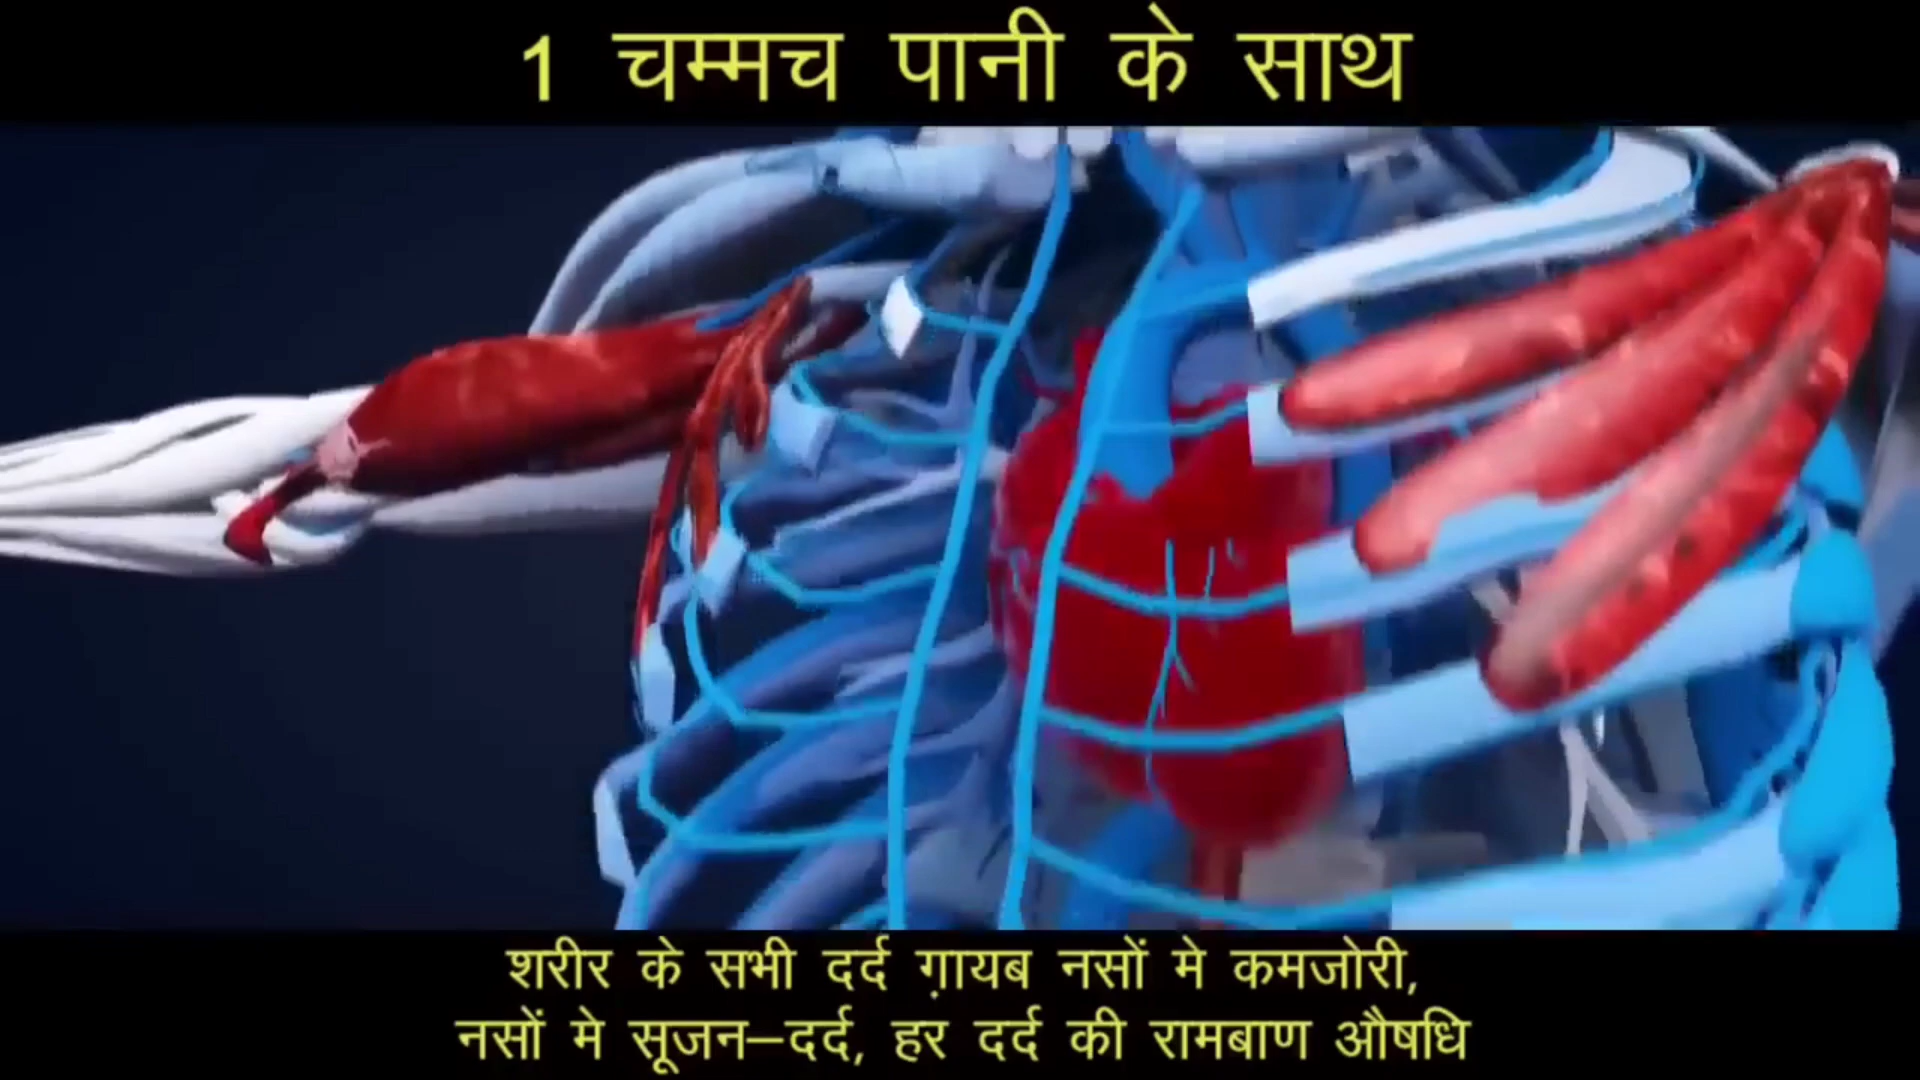 1 चम्मच पानी के साथ
शरीर के सभी दर्द ग़ायब नसों मे कमजोरी,
नसों मे सूजन–दर्द, हर दर्द की रामबाण औषधि